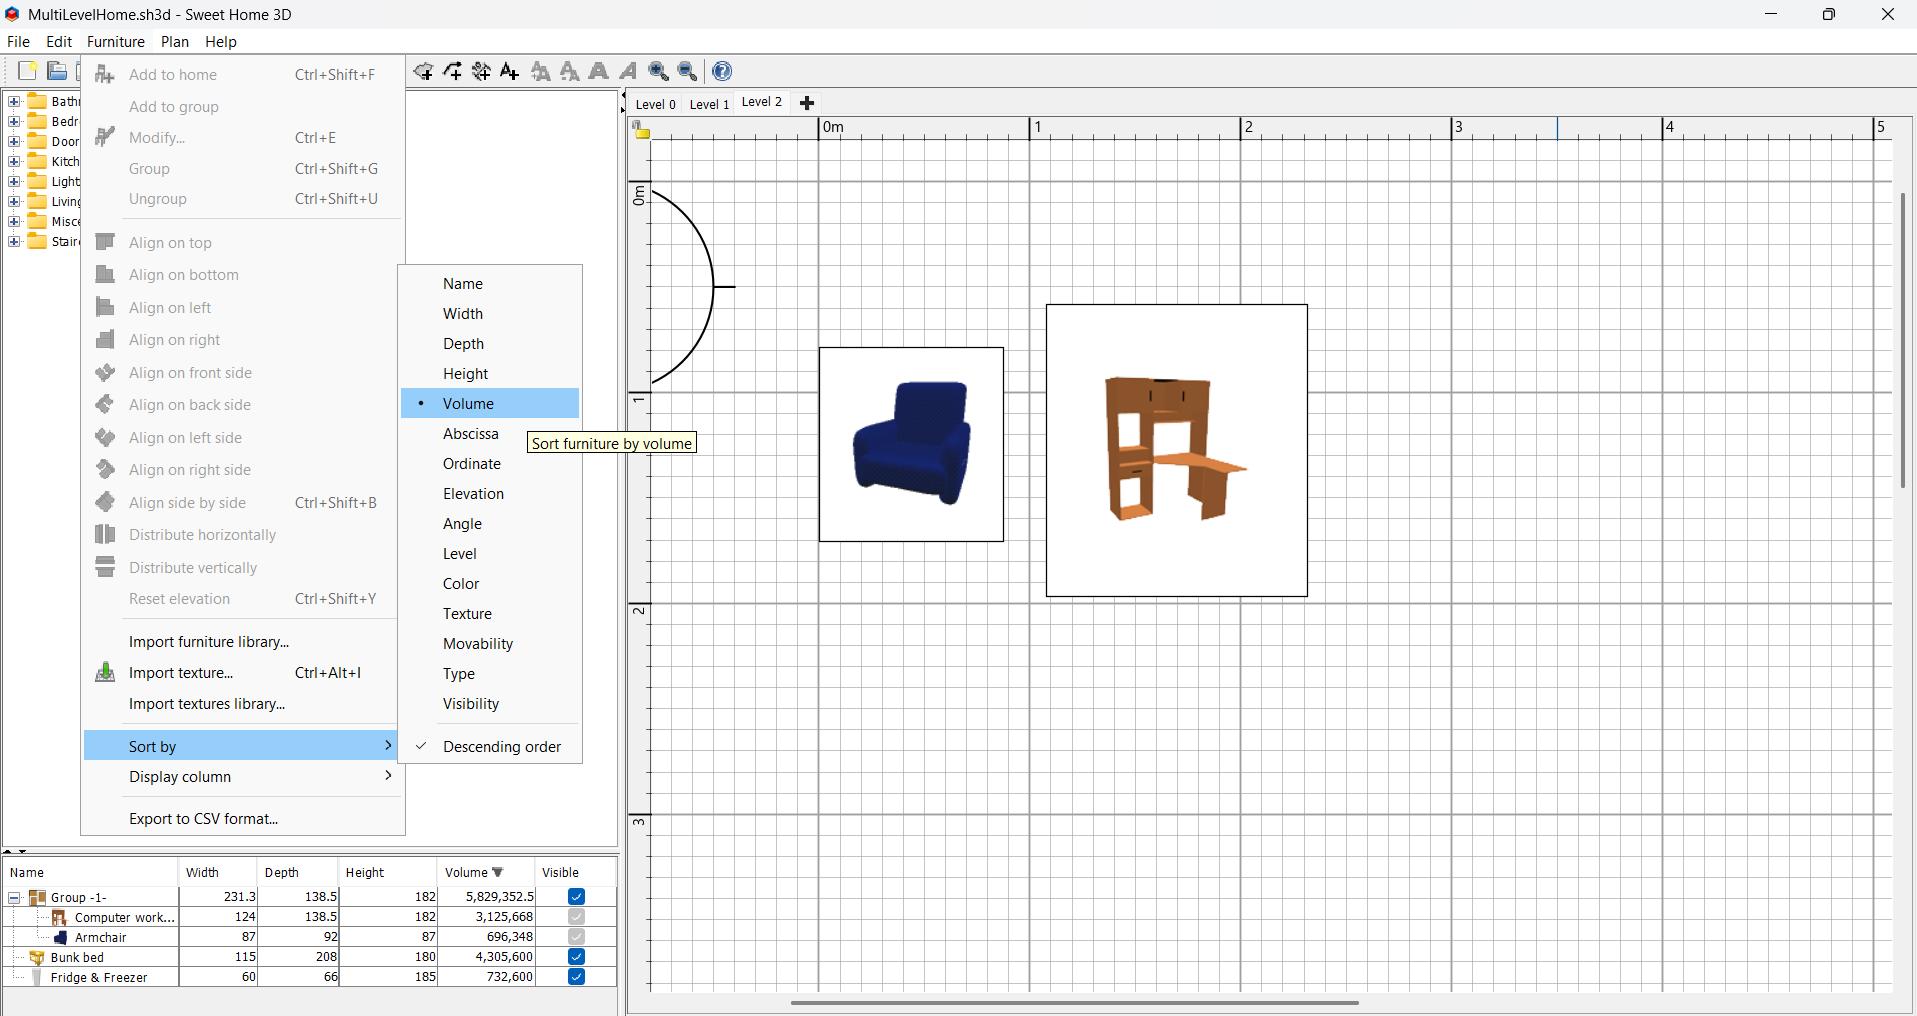 MultiLevelHome.sh3d - Sweet Home 3D
File Edit Furniture Plan Help
Add to home Ctrl+Shift+F
Add to group
Modify... Ctrl+E
Group Ctrl+Shift+G
Ungroup Ctrl+Shift+U
Align on top
Align on bottom
Align on left
Align on right
Align on front side
Align on back side
Align on left side
Align on right side
Align side by side Ctrl+Shift+B
Distribute horizontally
Distribute vertically
Reset elevation Ctrl+Shift+Y
Import furniture library...
Import texture... Ctrl+Alt+I
Import textures library...
Sort by
Display column
Export to CSV format...
Bath
Bedr
Door
Kitch
Light
Living
Misce
Stair
Name
Width
Depth
Height
Volume
Abscissa
Ordinate
Elevation
Angle
Level
Color
Texture
Movability
Type
Visibility
Descending order
Sort furniture by volume
Level 0 Level 1 Level 2
0m 1 2 3 4 5
0m
1
2
3
Name Width Depth Height Volume Visible
Group -1- 231.3 138.5 182 5,829,352.5
Computer work... 124 138.5 182 3,125,668
Armchair 87 92 87 696,348
Bunk bed 115 208 180 4,305,600
Fridge & Freezer 60 66 185 732,600